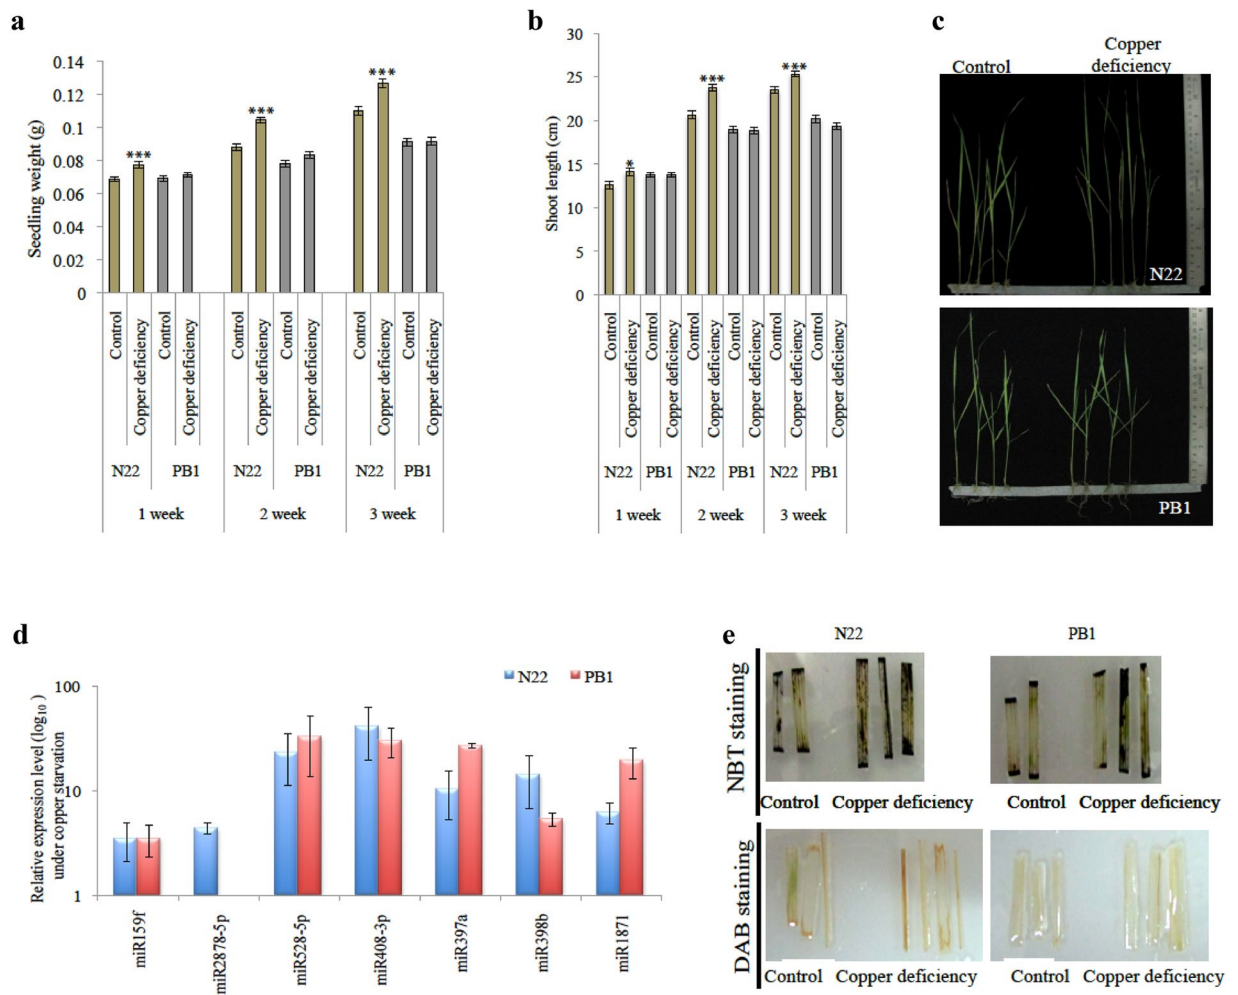 a
Seedling weight (g)
0.14
0.12
0.1
0.08
0.06
0.04
0.02
0
***
***
***
Control
Copper deficiency
Control
Copper deficiency
Control
Copper deficiency
Control
Copper deficiency
Control
Copper deficiency
Control
Copper deficiency
N22
PB1
N22
PB1
N22
PB1
1 week
2 week
3 week
b
Shoot length (cm)
30
25
20
15
10
5
0
*
***
***
Control
Copper deficiency
Control
Copper deficiency
Control
Copper deficiency
Control
Copper deficiency
Control
Copper deficiency
Control
Copper deficiency
N22
PB1
N22
PB1
N22
PB1
1 week
2 week
3 week
c
Control
Copper
deficiency
N22
PB1
d
Relative expression level (log10 )
under copper starvation
N22
PB1
100
10
1
miR159f
miR2878-5p
miR528-5p
miR408-3p
miR397a
miR398b
miR1871
e
N22
PB1
NBT staining
Control
Copper deficiency
Control
Copper deficiency
DAB staining
Control
Copper deficiency
Control
Copper deficiency